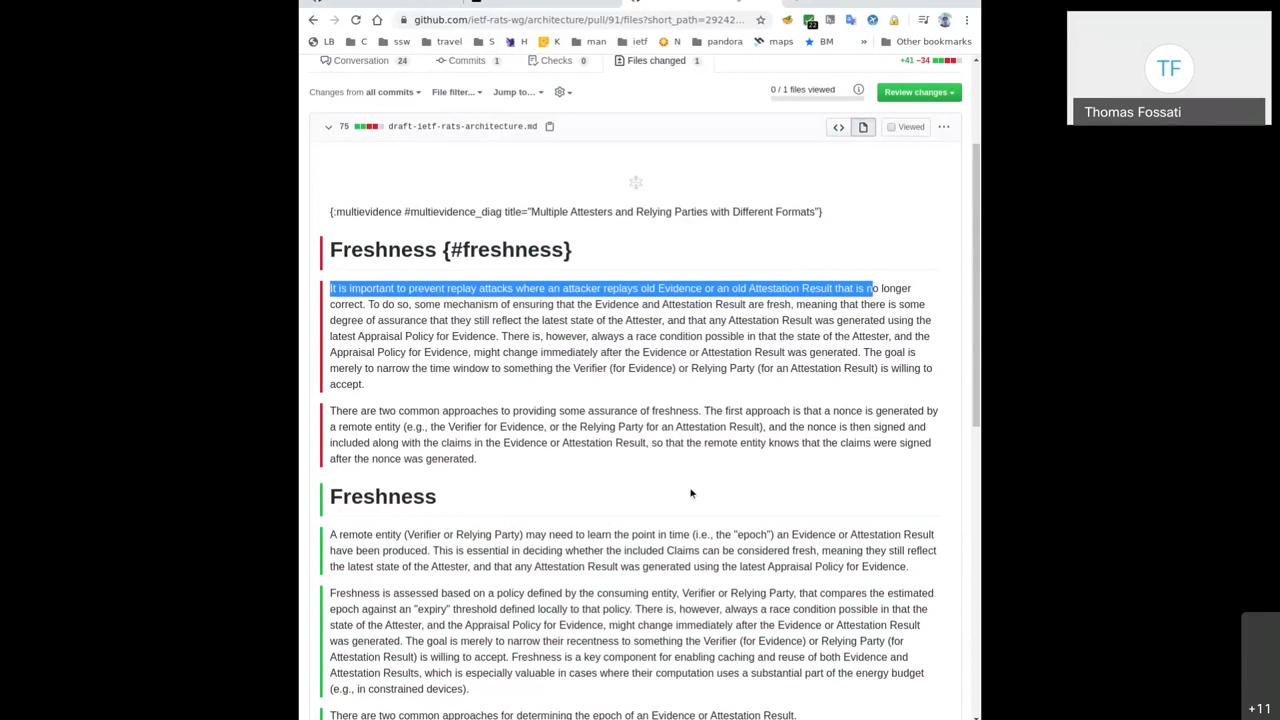 github.com/ietf-rats-wg/architecture/pull/91/files?short_path=29242...
22
LB C ssw travel S H K man ietf N pandora maps BM » Other bookmarks
Conversation 24 Commits 1 Checks 0 Files changed 1 +41 −34
Changes from all commits File filter... Jump to... 0 / 1 files viewed Review changes
75 draft-ietf-rats-architecture.md Viewed
{:multievidence #multievidence_diag title="Multiple Attesters and Relying Parties with Different Formats"}
Freshness {#freshness}
It is important to prevent replay attacks where an attacker replays old Evidence or an old Attestation Result that is no longer
correct. To do so, some mechanism of ensuring that the Evidence and Attestation Result are fresh, meaning that there is some
degree of assurance that they still reflect the latest state of the Attester, and that any Attestation Result was generated using the
latest Appraisal Policy for Evidence. There is, however, always a race condition possible in that the state of the Attester, and the
Appraisal Policy for Evidence, might change immediately after the Evidence or Attestation Result was generated. The goal is
merely to narrow the time window to something the Verifier (for Evidence) or Relying Party (for an Attestation Result) is willing to
accept.
There are two common approaches to providing some assurance of freshness. The first approach is that a nonce is generated by
a remote entity (e.g., the Verifier for Evidence, or the Relying Party for an Attestation Result), and the nonce is then signed and
included along with the claims in the Evidence or Attestation Result, so that the remote entity knows that the claims were signed
after the nonce was generated.
Freshness
A remote entity (Verifier or Relying Party) may need to learn the point in time (i.e., the "epoch") an Evidence or Attestation Result
have been produced. This is essential in deciding whether the included Claims can be considered fresh, meaning they still reflect
the latest state of the Attester, and that any Attestation Result was generated using the latest Appraisal Policy for Evidence.
Freshness is assessed based on a policy defined by the consuming entity, Verifier or Relying Party, that compares the estimated
epoch against an "expiry" threshold defined locally to that policy. There is, however, always a race condition possible in that the
state of the Attester, and the Appraisal Policy for Evidence, might change immediately after the Evidence or Attestation Result
was generated. The goal is merely to narrow their recentness to something the Verifier (for Evidence) or Relying Party (for
Attestation Result) is willing to accept. Freshness is a key component for enabling caching and reuse of both Evidence and
Attestation Results, which is especially valuable in cases where their computation uses a substantial part of the energy budget
(e.g., in constrained devices).
There are two common approaches for determining the epoch of an Evidence or Attestation Result.
TF
Thomas Fossati
+11